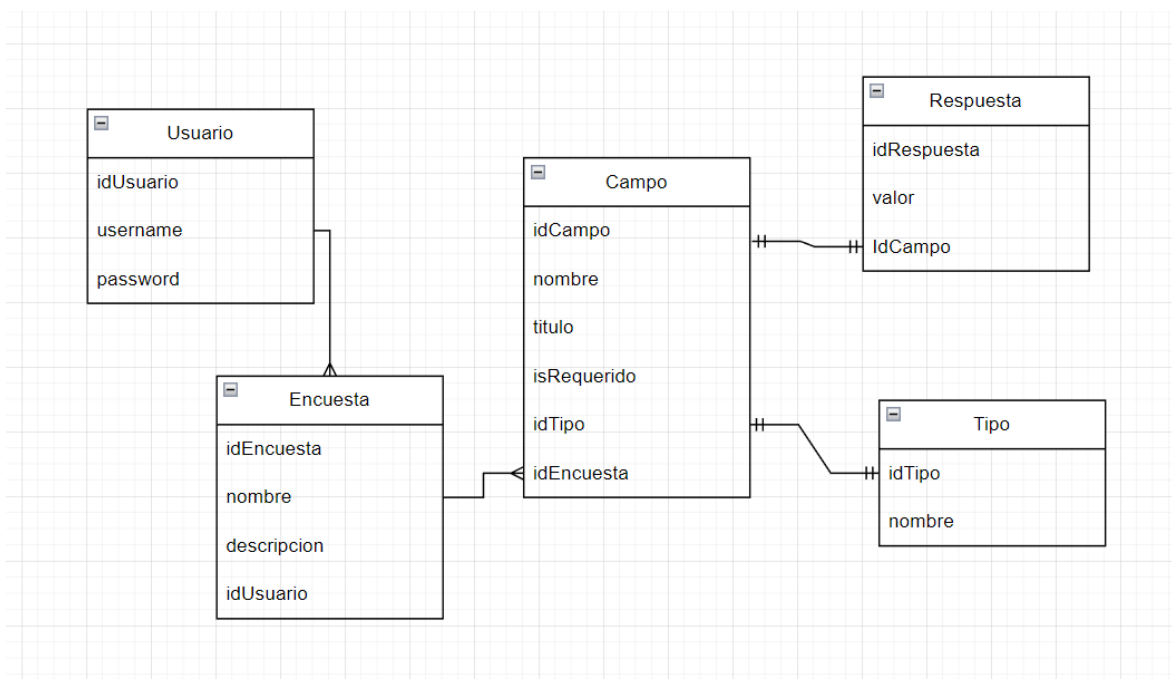 Usuario
idUsuario
username
password
Encuesta
idEncuesta
nombre
descripcion
idUsuario
Campo
idCampo
nombre
titulo
isRequerido
idTipo
idEncuesta
Respuesta
idRespuesta
valor
IdCampo
Tipo
idTipo
nombre